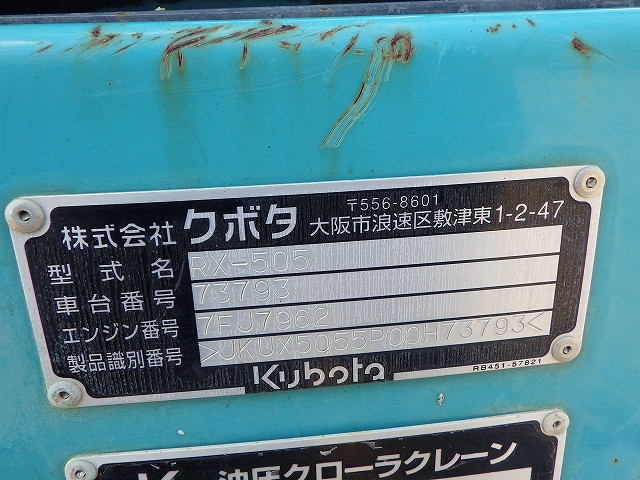 株式会社 クボタ 〒556-8601
大阪市浪速区敷津東1-2-47
型式名 RX-505
車台番号 73793
エンジン番号 7FJ7962
製品識別番号 >JKUX5055P00H73793<
Kubota
RB451-57821
油圧クローラクレーン